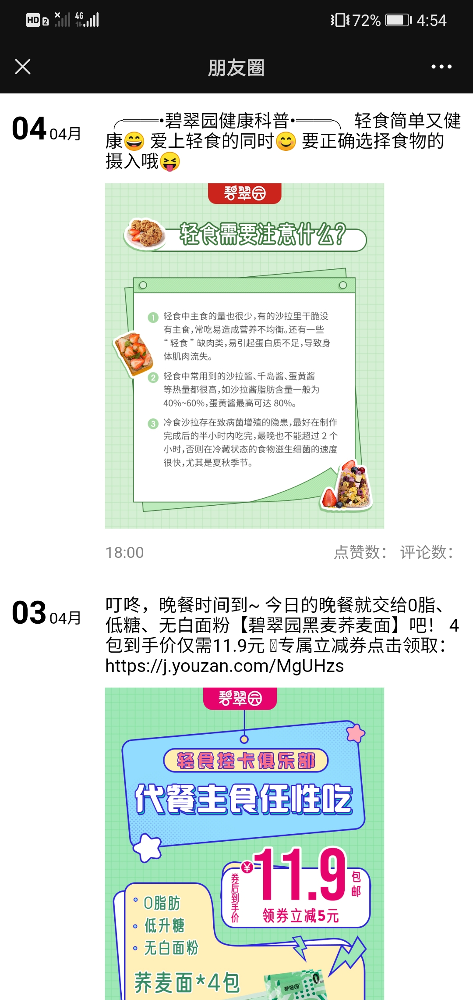 HD 2 4G 72% 4:54
朋友圈
04 04月
╭═══•碧翠园健康科普•═══╮ 轻食简单又健
康😄 爱上轻食的同时😊 要正确选择食物的
摄入哦😝
碧翠园
轻食需要注意什么?
1 轻食中主食的量也很少,有的沙拉里干脆没
有主食,常吃易造成营养不均衡。还有一些
“轻食”缺肉类,易引起蛋白质不足,导致身
体肌肉流失。
2 轻食中常用到的沙拉酱、千岛酱、蛋黄酱
等热量都很高,如沙拉酱脂肪含量一般为
40%~60%,蛋黄酱最高可达 80%。
3 冷食沙拉存在致病菌增殖的隐患,最好在制作
完成后的半小时内吃完,最晚也不能超过 2 个
小时,否则在冷藏状态的食物滋生细菌的速度
很快,尤其是夏秋季节。
18:00 点赞数： 评论数：
03 04月
叮咚，晚餐时间到~ 今日的晚餐就交给0脂、
低糖、无白面粉【碧翠园黑麦荞麦面】吧！ 4
包到手价仅需11.9元 专属立减券点击领取：
https://j.youzan.com/MgUHzs
碧翠园
轻食控卡俱乐部
代餐主食任性吃
券后到手价
¥11.9
包邮
领券立减5元
0脂肪
低升糖
无白面粉
荞麦面*4包
碧翠园
0